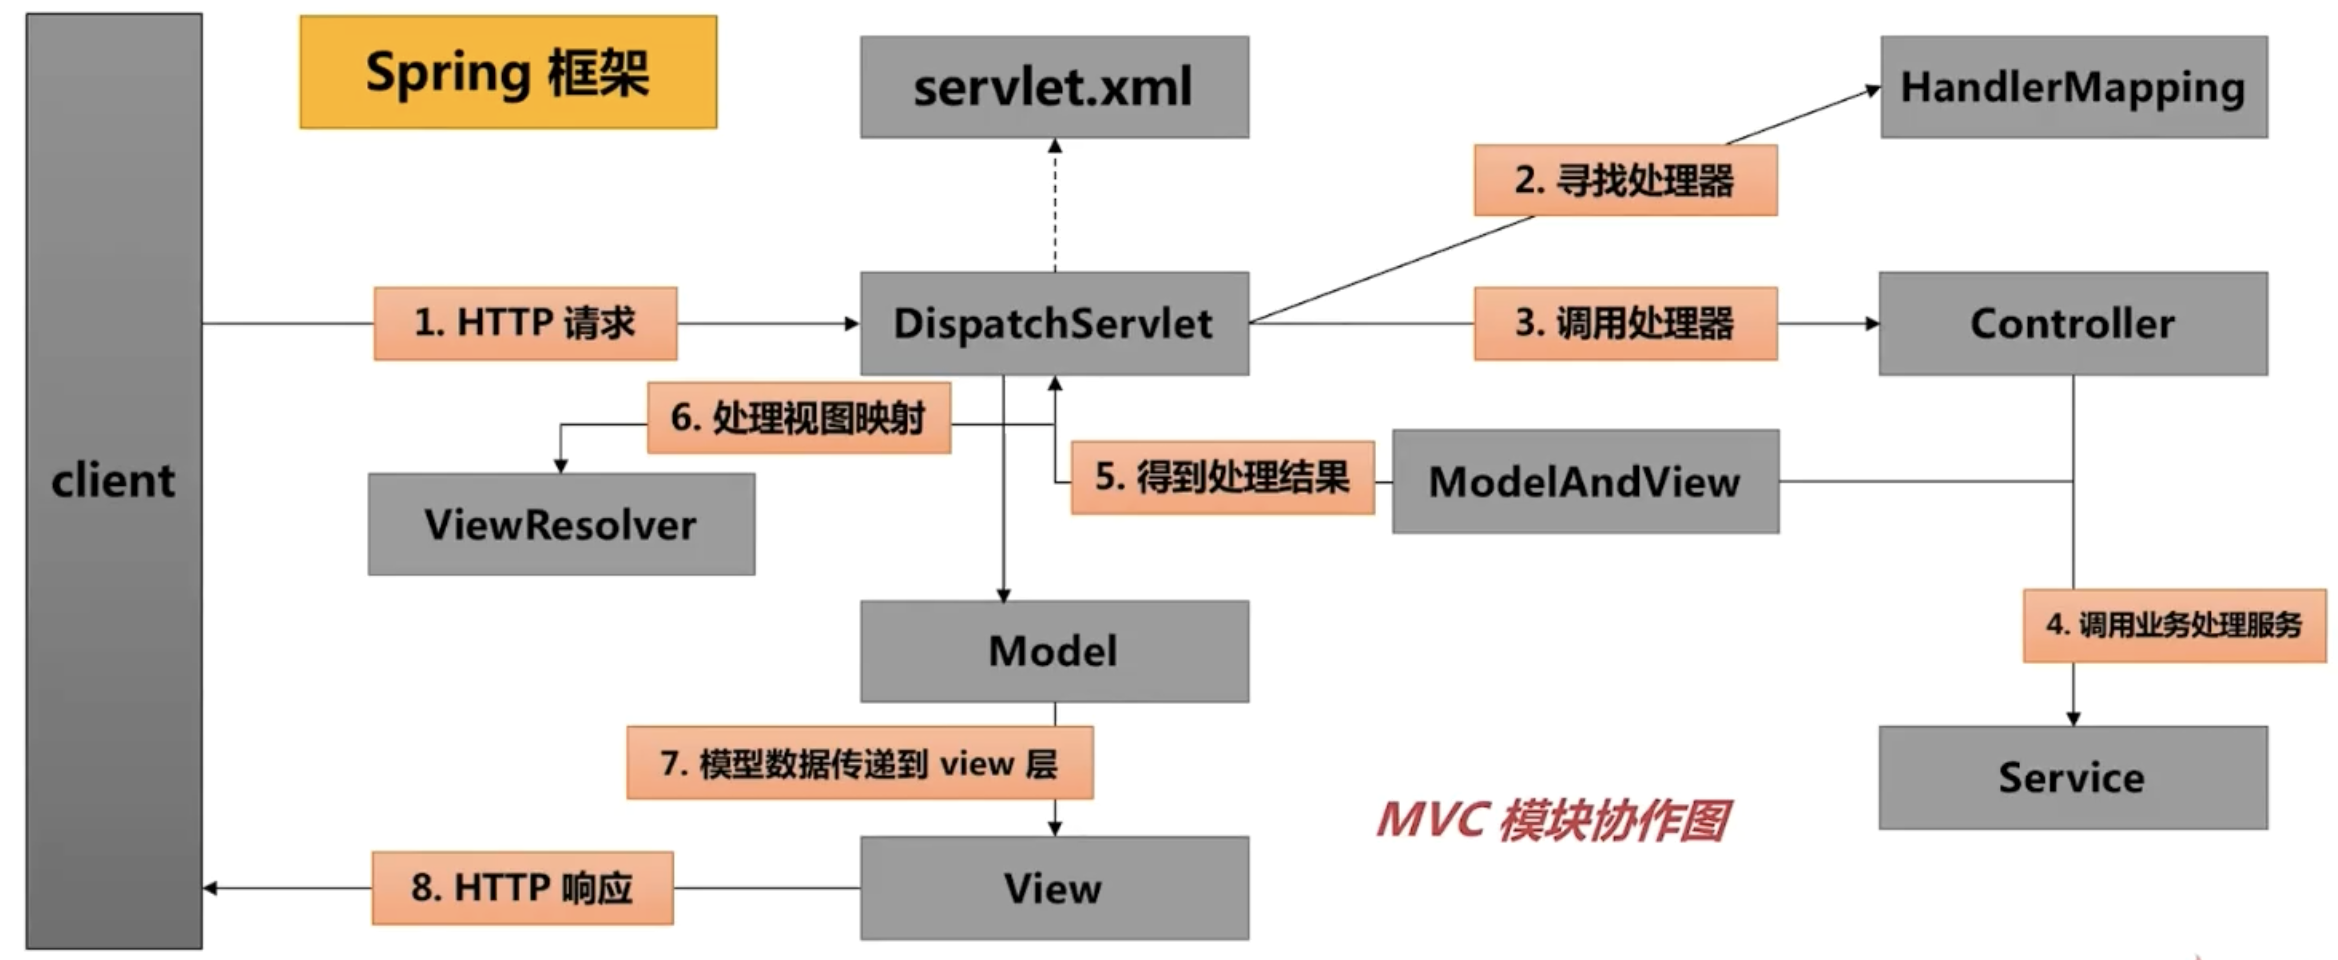 Spring 框架
servlet.xml
HandlerMapping
2. 寻找处理器
1. HTTP 请求
DispatchServlet
3. 调用处理器
Controller
6. 处理视图映射
client
5. 得到处理结果
ModelAndView
ViewResolver
4. 调用业务处理服务
Model
7. 模型数据传递到 view 层
Service
MVC 模块协作图
8. HTTP 响应
View